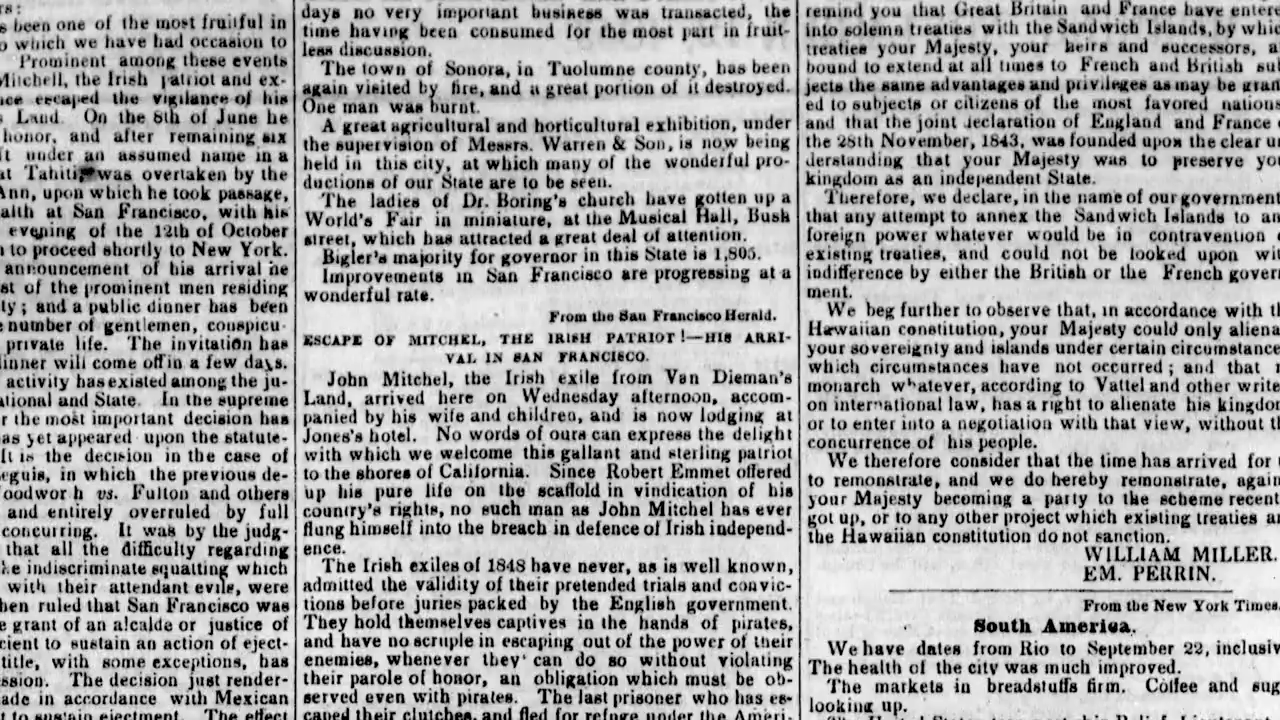 rs:
s been one of the most fruitful in
o which we have had occasion to
Prominent among these events
Mitchell, the Irish patriot and ex-
nce escaped the vigilance of his
s Land. On the 8th of June he
honor, and after remaining six
lt under an assumed name in a
at Tahiti, was overtaken by the
Ann, upon which he took passage,
alth at San Francisco, with his
evening of the 12th of October
n to proceed shortly to New York.
announcement of his arrival he
st of the prominent men residing
ty; and a public dinner has been
e number of gentlemen, conspicu-
private life. The invitation has
dinner will come off in a few days.
activity has existed among the ju-
ational and State. In the supreme
r the most important decision has
as yet appeared upon the statute-
It is the decision in the case of
eguis, in which the previous de-
oodwor h vs. Fulton and others
and entirely overruled by full
concurring. It was by the judg-
that all the difficulty regarding
ke indiscriminate squatting which
with their attendant evils, were
hen ruled that San Francisco was
e grant of an alcalde or justice of
cient to sustain an action of eject-
title, with some exceptions, has
ssion. The decision just render-
ade in accordance with Mexican
t to sustain ejectment. The effect
days no very important business was transacted, the
time having been consumed for the most part in fruit-
less discussion.
The town of Sonora, in Tuolumne county, has been
again visited by fire, and a great portion of it destroyed.
One man was burnt.
A great agricultural and horticultural exhibition, under
the supervision of Messrs. Warren & Son, is now being
held in this city, at which many of the wonderful pro-
ductions of our State are to be seen.
The ladies of Dr. Boring's church have gotten up a
World's Fair in miniature, at the Musical Hall, Bush
street, which has attracted a great deal of attention.
Bigler's majority for governor in this State is 1,805.
Improvements in San Francisco are progressing at a
wonderful rate.
From the San Francisco Herald.
ESCAPE OF MITCHEL, THE IRISH PATRIOT!—HIS ARRI-
VAL IN SAN FRANCISCO.
John Mitchel, the Irish exile from Van Dieman's
Land, arrived here on Wednesday afternoon, accom-
panied by his wife and children, and is now lodging at
Jones's hotel. No words of ours can express the delight
with which we welcome this gallant and sterling patriot
to the shores of California. Since Robert Emmet offered
up his pure life on the scaffold in vindication of his
country's rights, no such man as John Mitchel has ever
flung himself into the breach in defence of Irish independ-
ence.
The Irish exiles of 1848 have never, as is well known,
admitted the validity of their pretended trials and convic-
tions before juries packed by the English government.
They hold themselves captives in the hands of pirates,
and have no scruple in escaping out of the power of their
enemies, whenever they can do so without violating
their parole of honor, an obligation which must be ob-
served even with pirates. The last prisoner who has es-
caped their clutches, and fled for refuge under the Ameri-
remind you that Great Britain and France have entere
into solemn treaties with the Sandwich Islands, by whic
treaties your Majesty, your heirs and successors, a
bound to extend at all times to French and British sub
jects the same advantages and privileges as may be gran
ed to subjects or citizens of the most favored nations
and that the joint declaration of England and France o
the 28th November, 1843, was founded upon the clear u
derstanding that your Majesty was to preserve yo
kingdom as an independent State.
Therefore, we declare, in the name of our government
that any attempt to annex the Sandwich Islands to an
foreign power whatever would be in contravention o
existing treaties, and could not be looked upon wit
indifference by either the British or the French govern
ment.
We beg further to observe that, in accordance with th
Hawaiian constitution, your Majesty could only aliena
your sovereignty and islands under certain circumstance
which circumstances have not occurred; and that n
monarch whatever, according to Vattel and other write
on international law, has a right to alienate his kingdo
or to enter into a negotiation with that view, without th
concurrence of his people.
We therefore consider that the time has arrived for u
to remonstrate, and we do hereby remonstrate, again
your Majesty becoming a party to the scheme recent
got up, or to any other project which existing treaties an
the Hawaiian constitution do not sanction.
WILLIAM MILLER.
EM. PERRIN.
From the New York Times.
South America.
We have dates from Rio to September 22, inclusiv
The health of the city was much improved.
The markets in breadstuffs firm. Coffee and sug
looking up.